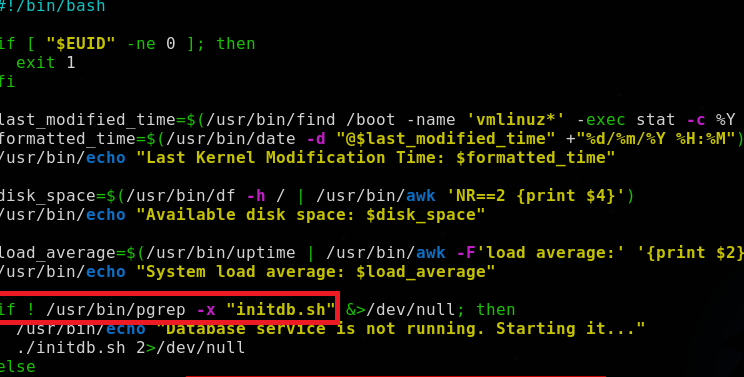 #!/bin/bash
if [ "$EUID" -ne 0 ]; then
exit 1
fi
last_modified_time=$(/usr/bin/find /boot -name 'vmlinuz*' -exec stat -c %Y
formatted_time=$(/usr/bin/date -d "@$last_modified_time" +"%d/%m/%Y %H:%M")
/usr/bin/echo "Last Kernel Modification Time: $formatted_time"
disk_space=$(/usr/bin/df -h / | /usr/bin/awk 'NR==2 {print $4}')
/usr/bin/echo "Available disk space: $disk_space"
load_average=$(/usr/bin/uptime | /usr/bin/awk -F'load average:' '{print $2}
/usr/bin/echo "System load average: $load_average"
if ! /usr/bin/pgrep -x "initdb.sh" &>/dev/null; then
/usr/bin/echo "Database service is not running. Starting it..."
./initdb.sh 2>/dev/null
else